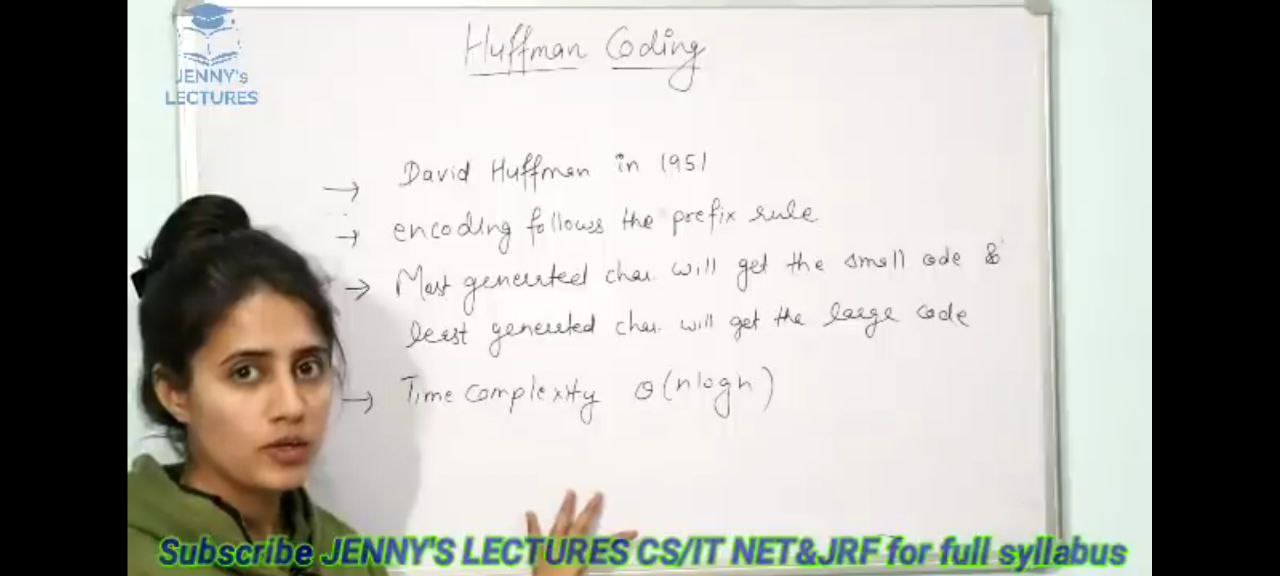 JENNY's
LECTURES
Huffman Coding
→ David Huffman in 1951
→ encoding follows the prefix rule
→ Most generated char. will get the small code &
least generated char. will get the large code
→ Time complexity θ(nlogn)
Subscribe JENNY'S LECTURES CS/IT NET&JRF for full syllabus